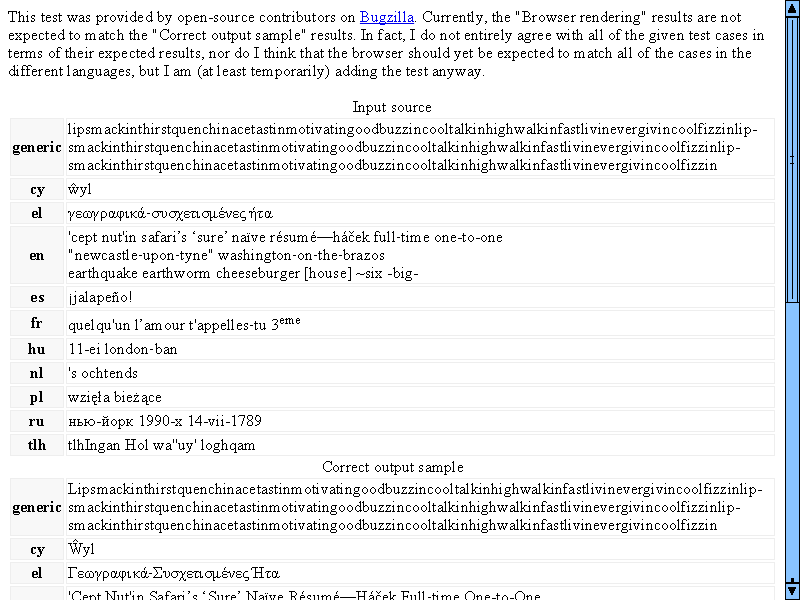 This test was provided by open-source contributors on Bugzilla. Currently, the "Browser rendering" results are not
expected to match the "Correct output sample" results. In fact, I do not entirely agree with all of the given test cases in
terms of their expected results, nor do I think that the browser should yet be expected to match all of the cases in the
different languages, but I am (at least temporarily) adding the test anyway.
Input source
generic lipsmackinthirstquenchinacetastinmotivatingoodbuzzincooltalkinhighwalkinfastlivinevergivincoolfizzinlip-
smackinthirstquenchinacetastinmotivatingoodbuzzincooltalkinhighwalkinfastlivinevergivincoolfizzinlip-
smackinthirstquenchinacetastinmotivatingoodbuzzincooltalkinhighwalkinfastlivinevergivincoolfizzin
cy ŵyl
el γεωγραφικά-συσχετισμένες ήτα
en 'cept nut'in safari’s ‘sure’ naïve résumé—háček full-time one-to-one
"newcastle-upon-tyne" washington-on-the-brazos
earthquake earthworm cheeseburger [house] ~six -big-
es ¡jalapeño!
fr quelqu'un l’amour t'appelles-tu 3ᵉᵐᵉ
hu 11-ei london-ban
nl 's ochtends
pl wzięła bieżące
ru нью-йорк 1990-х 14-vii-1789
tlh tlhIngan Hol wa''uy' loghqam
Correct output sample
generic Lipsmackinthirstquenchinacetastinmotivatingoodbuzzincooltalkinhighwalkinfastlivinevergivincoolfizzinlip-
smackinthirstquenchinacetastinmotivatingoodbuzzincooltalkinhighwalkinfastlivinevergivincoolfizzinlip-
smackinthirstquenchinacetastinmotivatingoodbuzzincooltalkinhighwalkinfastlivinevergivincoolfizzin
cy Ŵyl
el Γεωγραφικά-Συσχετισμένες Ήτα
'Cept Nut'in Safari’s ‘Sure’ Naïve Résumé—Háček Full-time One-to-One